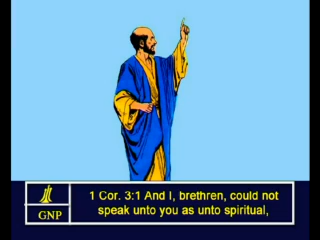 1 Cor. 3:1 And I, brethren, could not
speak unto you as unto spiritual,
GNP